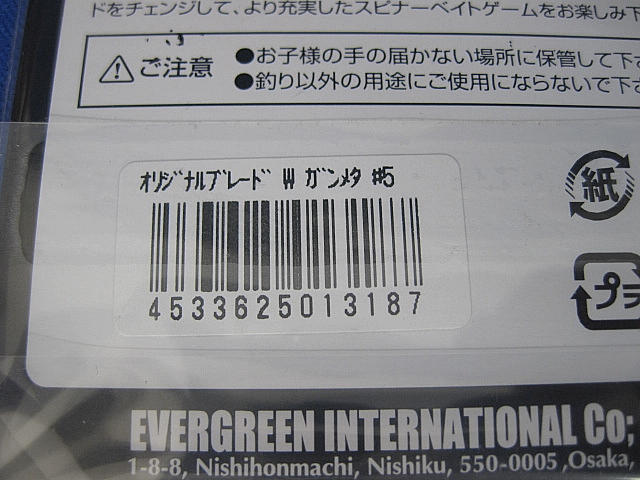 ドをチェンジして、より充実したスピナーベイトゲームをお楽しみ下
ご注意
●お子様の手の届かない場所に保管して下さ
●釣り以外の用途にご使用にならないで下さ
ｵﾘｼﾞﾅﾙﾌﾞﾚｰﾄﾞ W ｶﾞﾝﾒﾀ #5
4533625013187
紙
プラ
EVERGREEN INTERNATIONAL Co;
1-8-8, Nishihonmachi, Nishiku, 550-0005 ,Osaka,